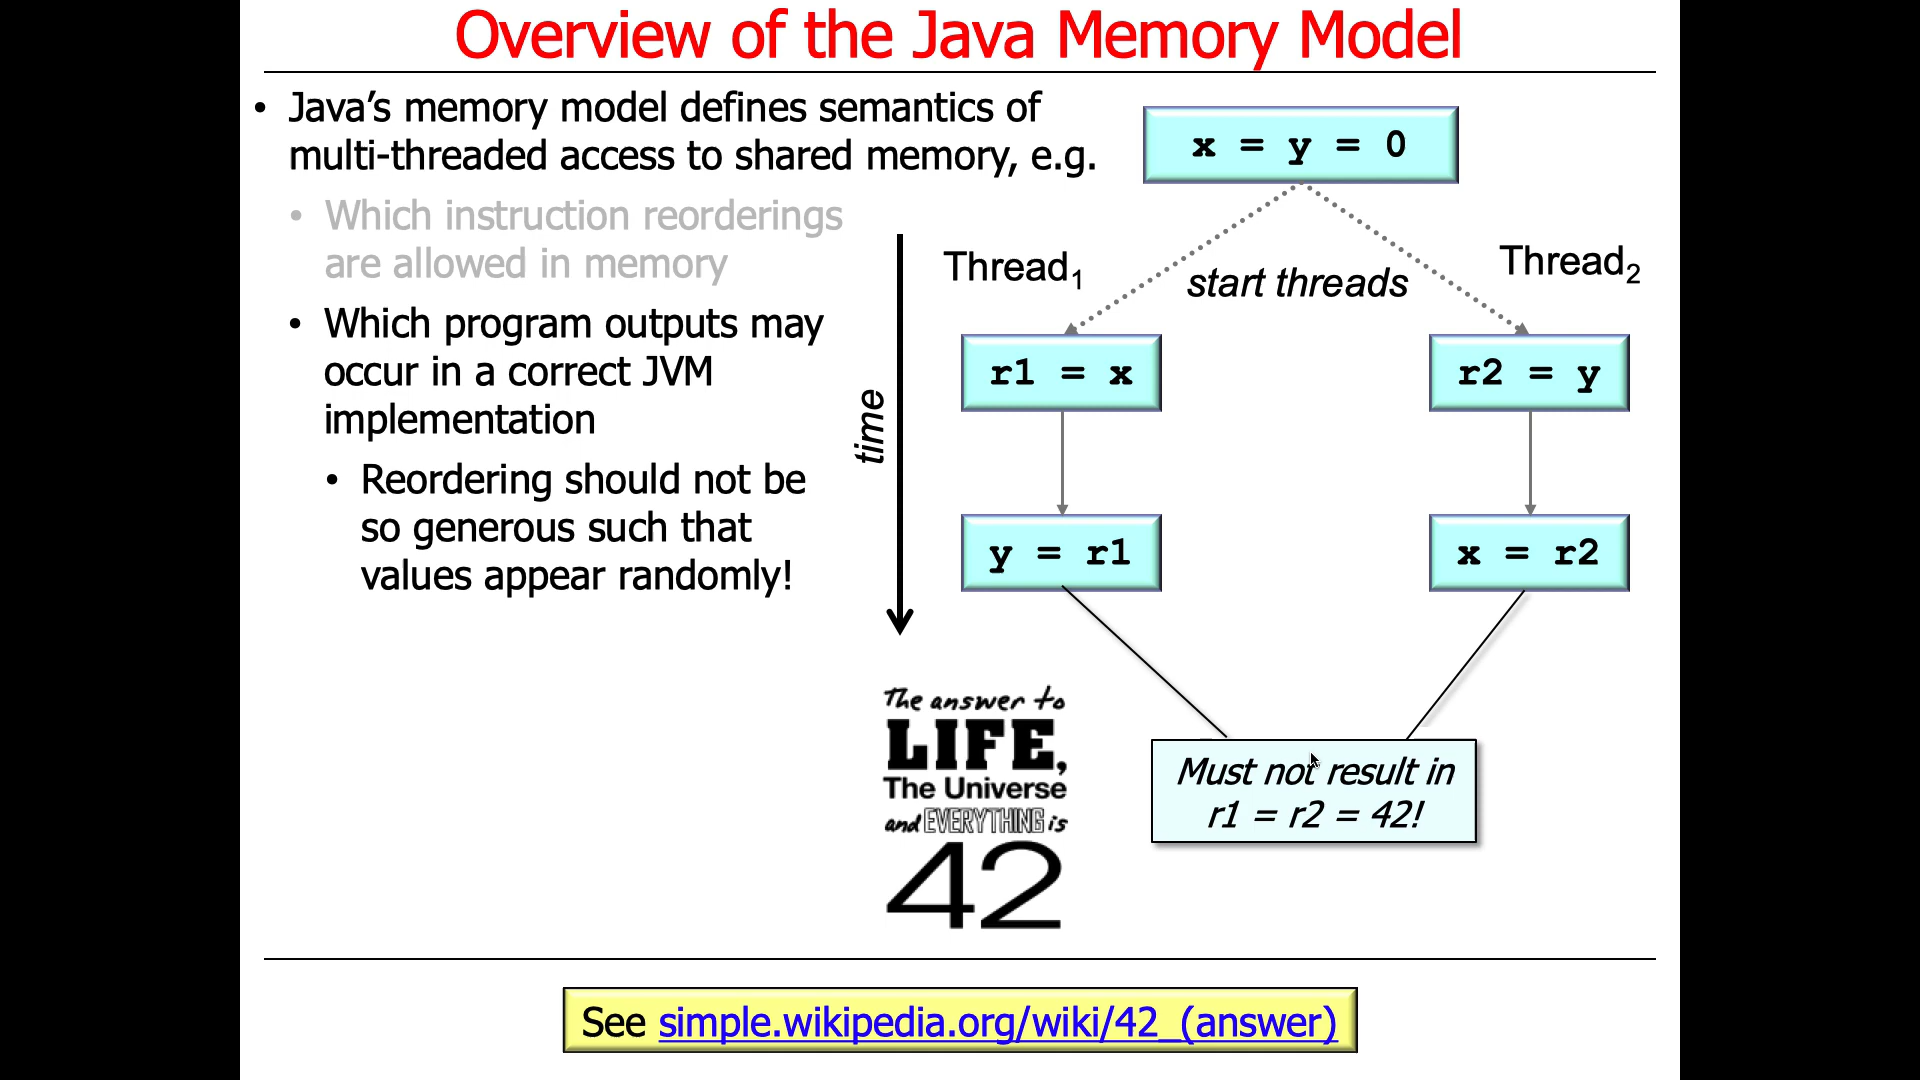 Overview of the Java Memory Model
• Java’s memory model defines semantics of
multi-threaded access to shared memory, e.g.
• Which instruction reorderings
are allowed in memory
• Which program outputs may
occur in a correct JVM
implementation
• Reordering should not be
so generous such that
values appear randomly!
x = y = 0
Thread1
start threads
Thread2
time
r1 = x
r2 = y
y = r1
x = r2
Must not result in
r1 = r2 = 42!
The answer to
LIFE,
The Universe
and EVERYTHING is
42
See simple.wikipedia.org/wiki/42_(answer)